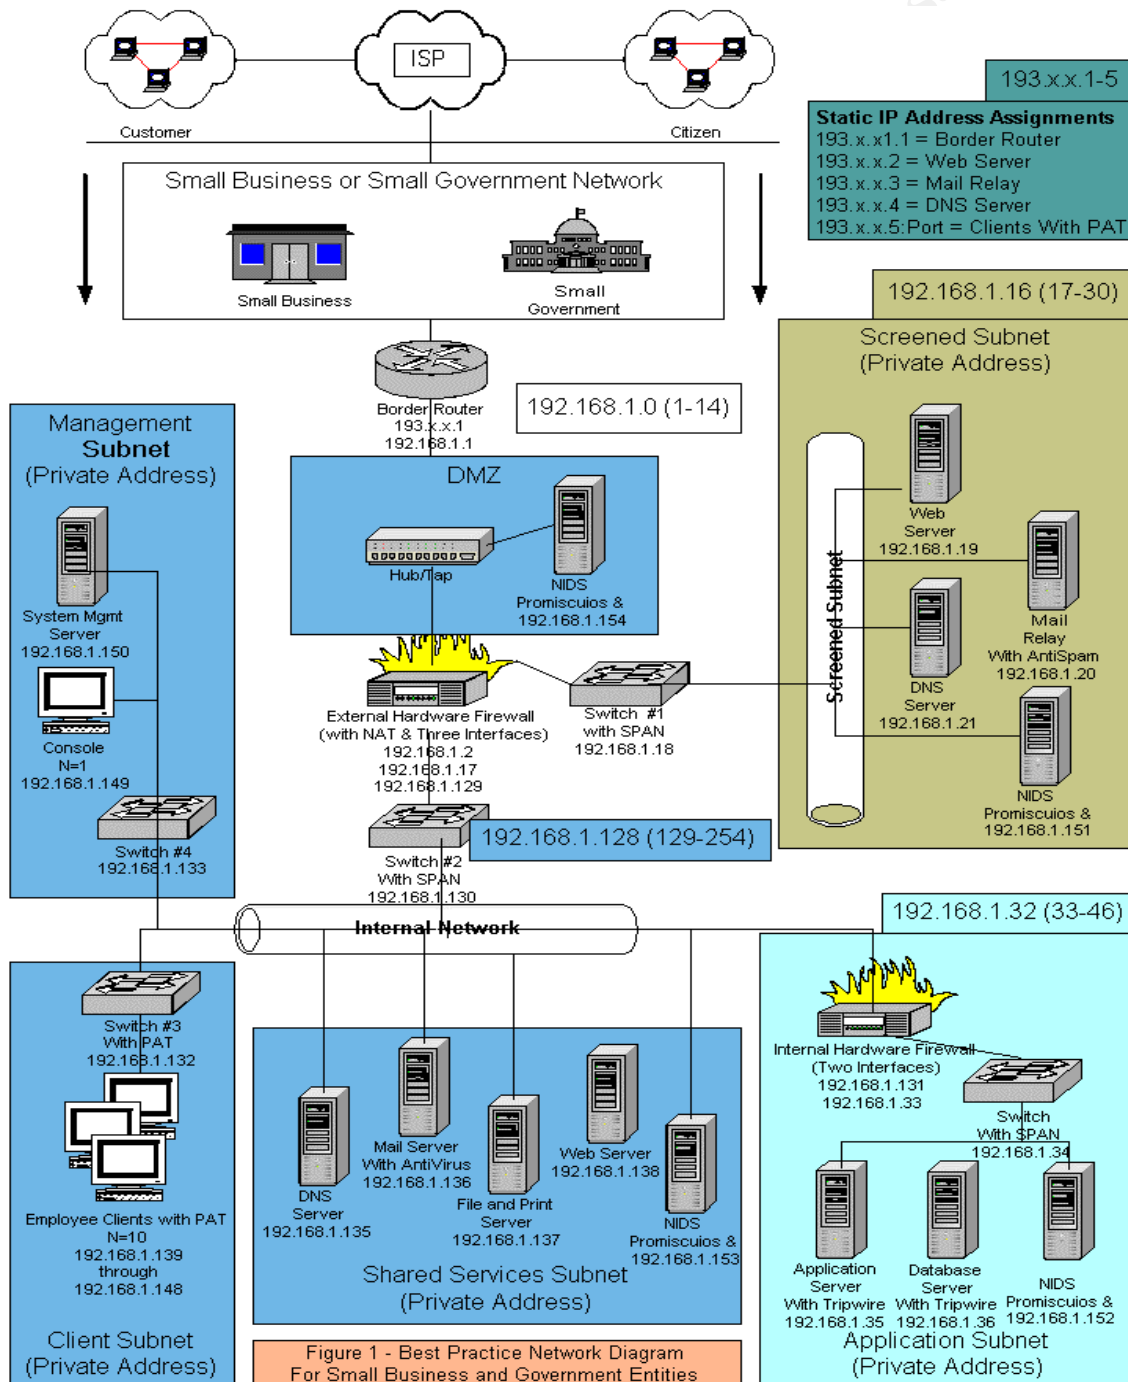 ISP
Customer
Citizen
193.x.x.1-5
Static IP Address Assignments
193.x.x1.1 = Border Router
193.x.x.2 = Web Server
193.x.x.3 = Mail Relay
193.x.x.4 = DNS Server
193.x.x.5:Port = Clients With PAT
Small Business or Small Government Network
Small Business
Small
Government
Border Router
193.x.x.1
192.168.1.1
192.168.1.0 (1-14)
192.168.1.16 (17-30)
Screened Subnet
(Private Address)
Screened Subnet
Web
Server
192.168.1.19
Mail
Relay
With AntiSpam
192.168.1.20
DNS
Server
192.168.1.21
NIDS
Promiscuios &
192.168.1.151
Management
Subnet
(Private Address)
System Mgmt
Server
192.168.1.150
Console
N=1
192.168.1.149
Switch #4
192.168.1.133
DMZ
Hub/Tap
NIDS
Promiscuios &
192.168.1.154
External Hardware Firewall
(with NAT & Three Interfaces)
192.168.1.2
192.168.1.17
192.168.1.129
Switch #1
with SPAN
192.168.1.18
Switch #2
With SPAN
192.168.1.130
192.168.1.128 (129-254)
Internal Network
192.168.1.32 (33-46)
Switch #3
With PAT
192.168.1.132
Employee Clients with PAT
N=10
192.168.1.139
through
192.168.1.148
Client Subnet
(Private Address)
DNS
Server
192.168.1.135
Mail Server
With AntiVirus
192.168.1.136
File and Print
Server
192.168.1.137
Web Server
192.168.1.138
NIDS
Promiscuios &
192.168.1.153
Shared Services Subnet
(Private Address)
Internal Hardware Firewall
(Two Interfaces)
192.168.1.131
192.168.1.33
Switch
With SPAN
192.168.1.34
Application
Server
With Tripwire
192.168.1.35
Database
Server
With Tripwire
192.168.1.36
NIDS
Promiscuios &
192.168.1.152
Application Subnet
(Private Address)
Figure 1 - Best Practice Network Diagram
For Small Business and Government Entities